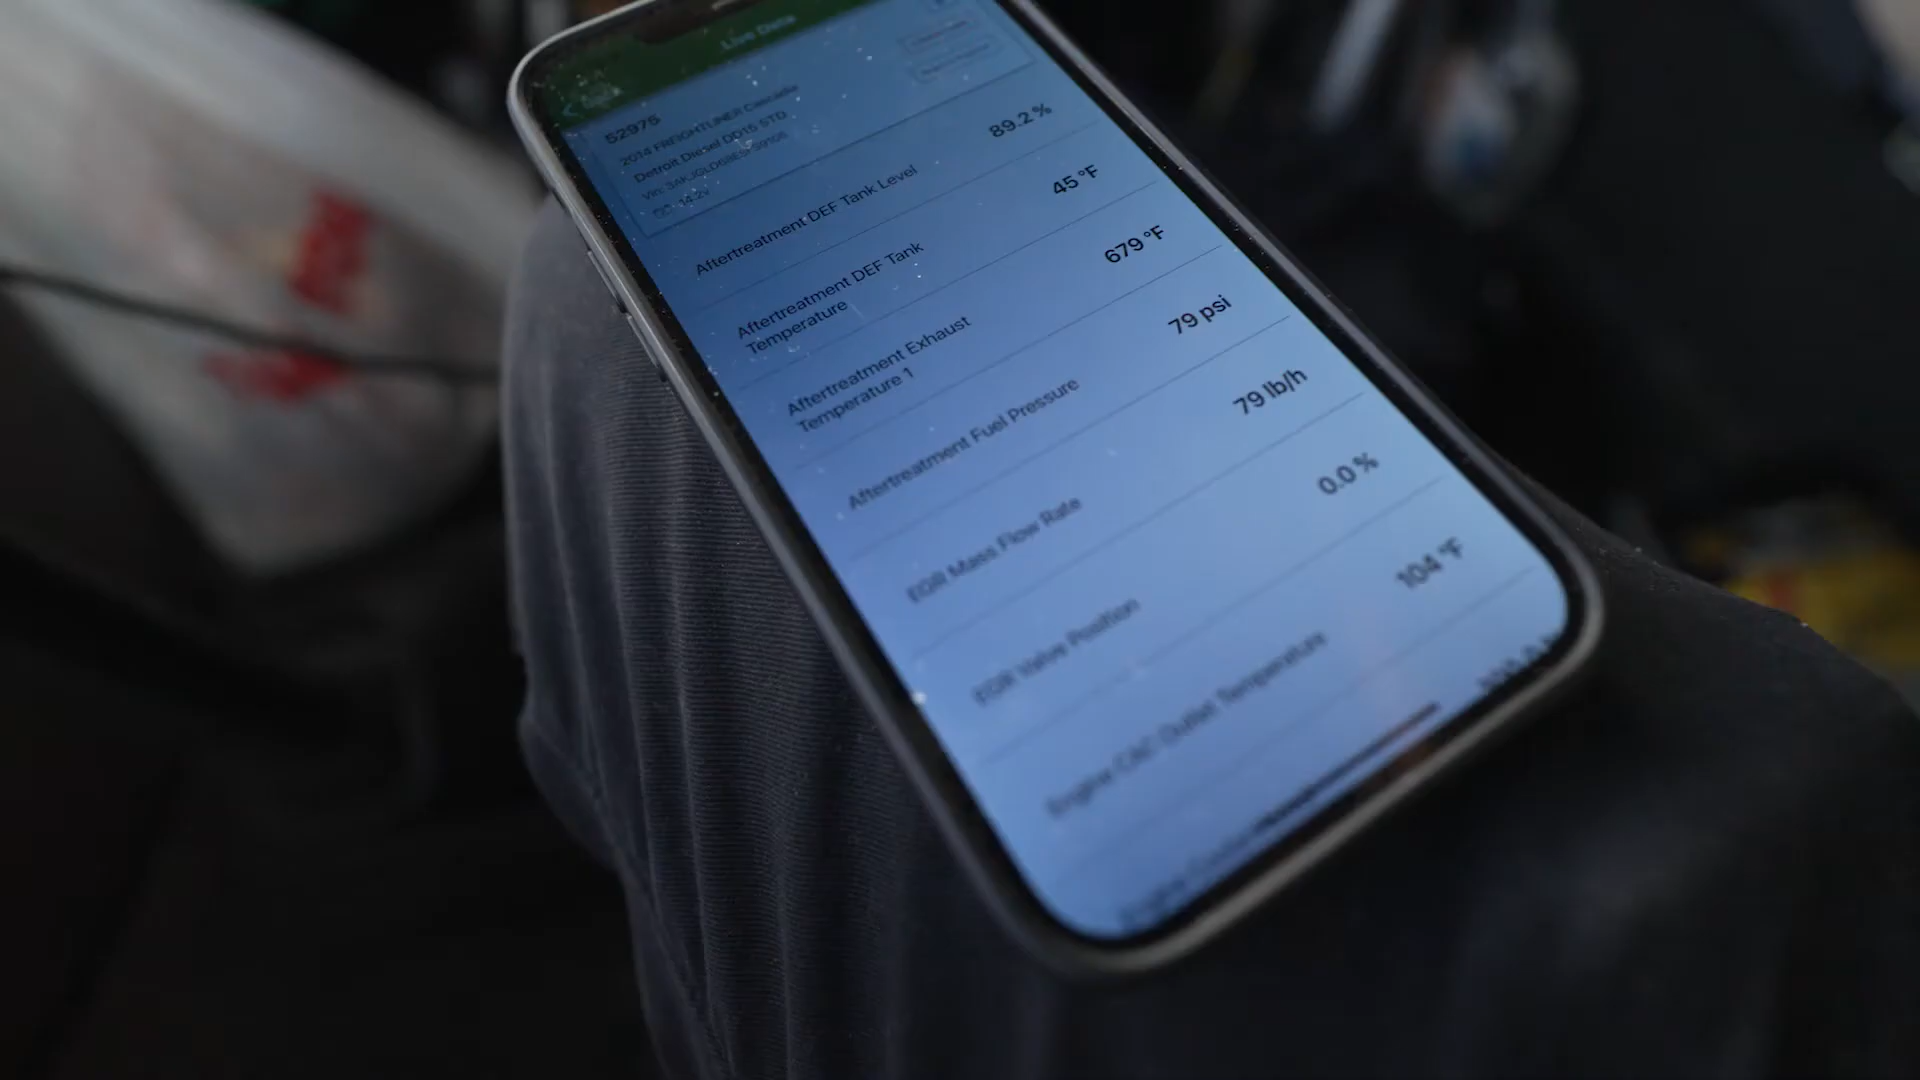 Live Data
52975
2014 FREIGHTLINER Cascadia
Detroit Diesel DD15 STD
14.2V
Aftertreatment DEF Tank Level
89.2 %
Aftertreatment DEF Tank
Temperature
45 °F
Aftertreatment Exhaust
Temperature 1
679 °F
Aftertreatment Fuel Pressure
79 psi
EGR Mass Flow Rate
79 lb/h
EGR Valve Position
0.0 %
Engine CAC Outlet Temperature
104 °F